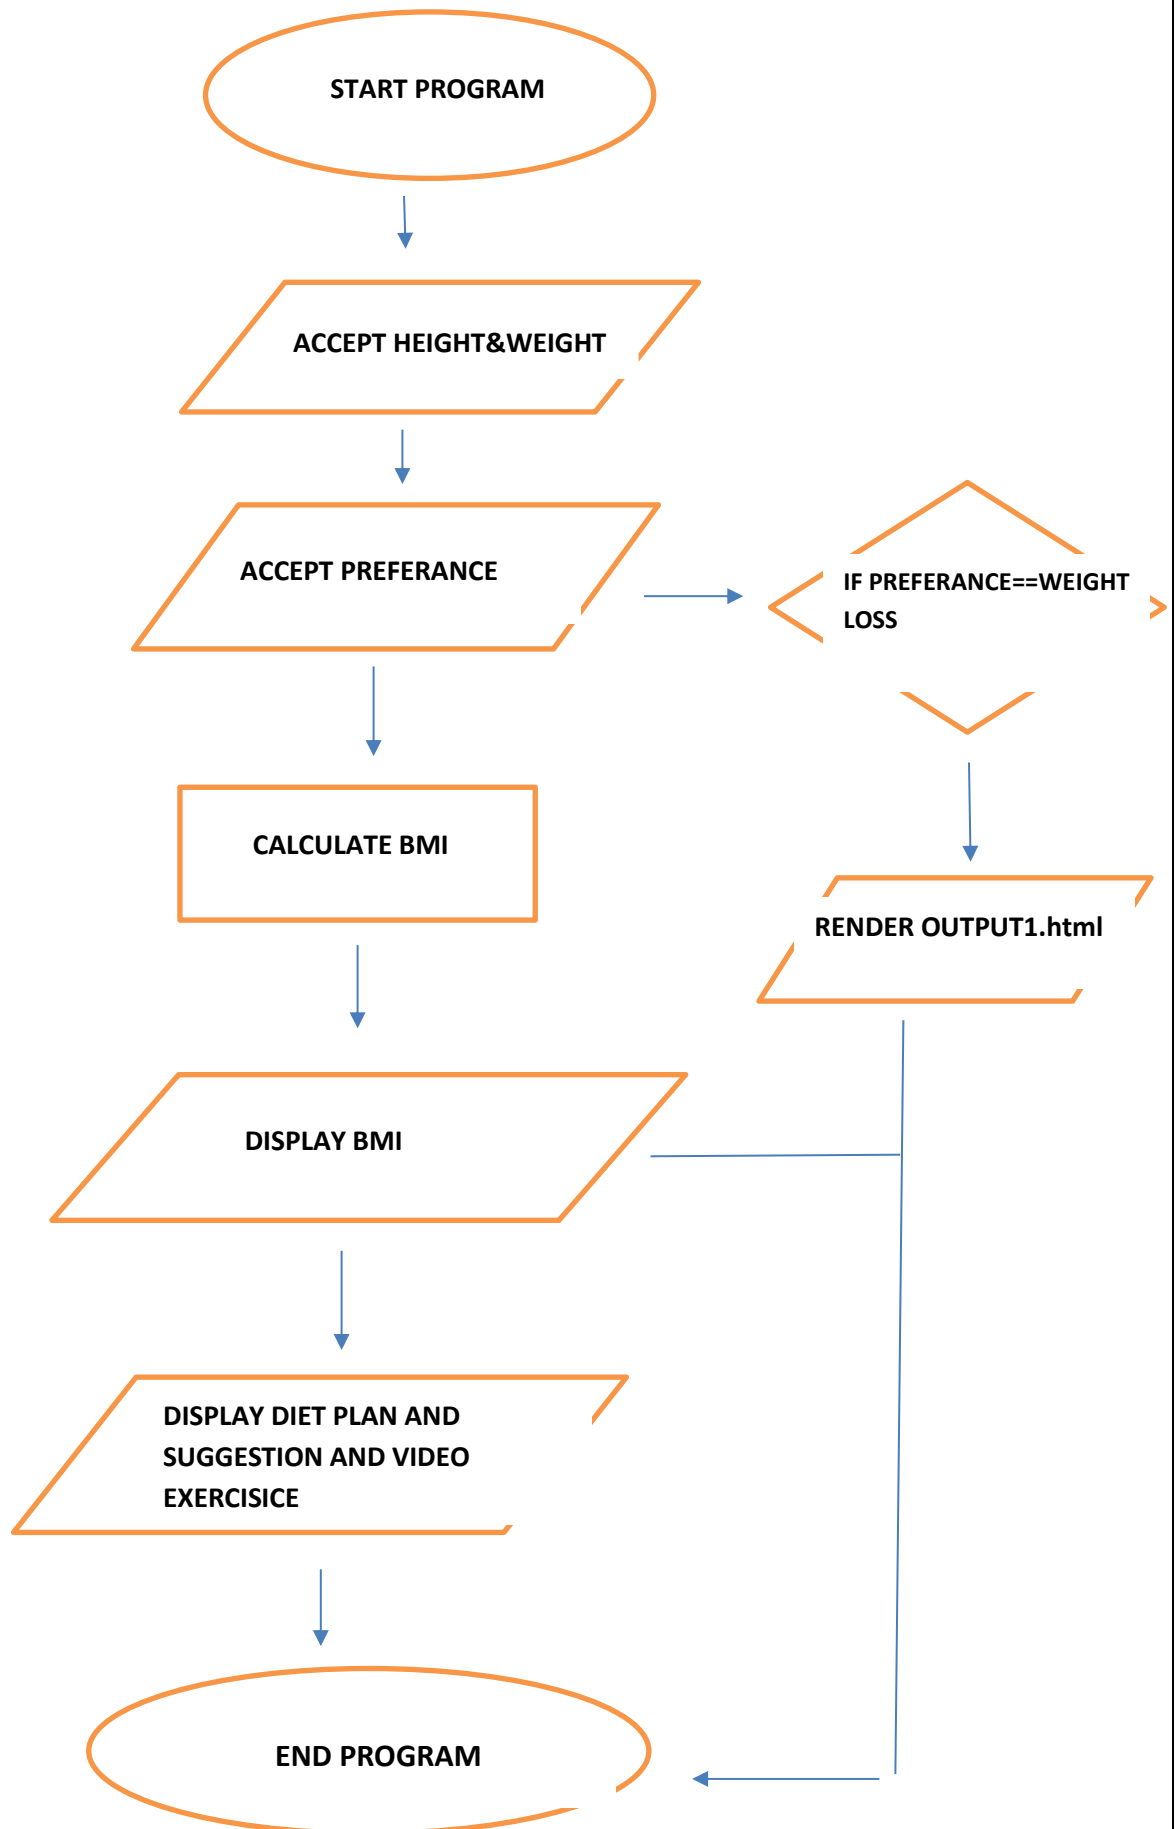 START PROGRAM
ACCEPT HEIGHT&WEIGHT
ACCEPT PREFERANCE
IF PREFERANCE==WEIGHT
LOSS
CALCULATE BMI
RENDER OUTPUT1.html
DISPLAY BMI
DISPLAY DIET PLAN AND
SUGGESTION AND VIDEO
EXERCISICE
END PROGRAM